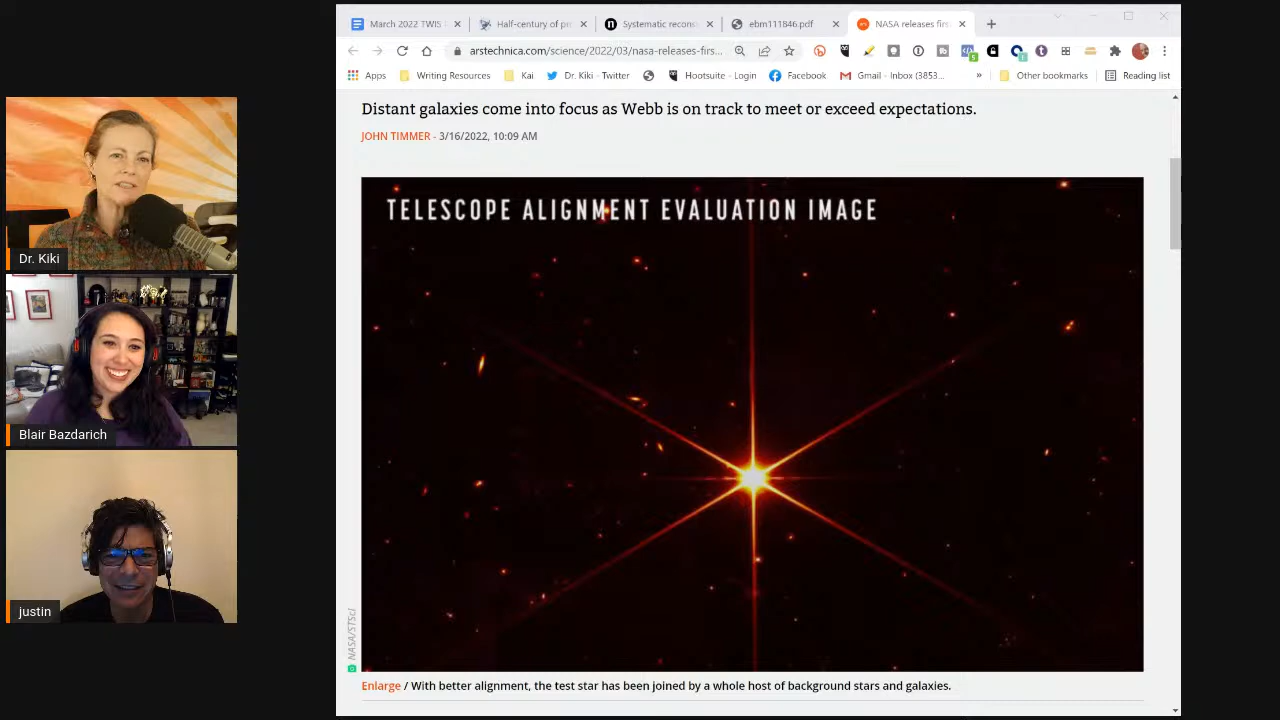 March 2022 TWIS
Half-century of pr
Systematic recon
ebm111846.pdf
NASA releases firs
arstechnica.com/science/2022/03/nasa-releases-firs...
Apps
Writing Resources
Kai
Dr. Kiki - Twitter
Hootsuite - Login
Facebook
Gmail - Inbox (3853...
»
Other bookmarks
Reading list
Distant galaxies come into focus as Webb is on track to meet or exceed expectations.
JOHN TIMMER - 3/16/2022, 10:09 AM
TELESCOPE ALIGNMENT EVALUATION IMAGE
NASA/STScI
Enlarge / With better alignment, the test star has been joined by a whole host of background stars and galaxies.
Dr. Kiki
Blair Bazdarich
justin